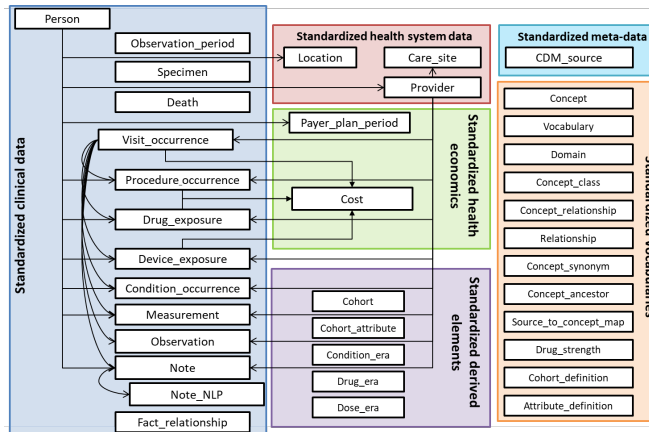 Person
Standardized clinical data
Observation_period
Specimen
Death
Visit_occurrence
Procedure_occurrence
Drug_exposure
Device_exposure
Condition_occurrence
Measurement
Observation
Note
Note_NLP
Fact_relationship
Standardized health system data
Location
Care_site
Provider
Payer_plan_period
Cost
Standardized health
economics
Cohort
Cohort_attribute
Condition_era
Drug_era
Dose_era
Standardized derived
elements
Standardized meta-data
CDM_source
Concept
Vocabulary
Domain
Concept_class
Concept_relationship
Relationship
Concept_synonym
Concept_ancestor
Source_to_concept_map
Drug_strength
Cohort_definition
Attribute_definition